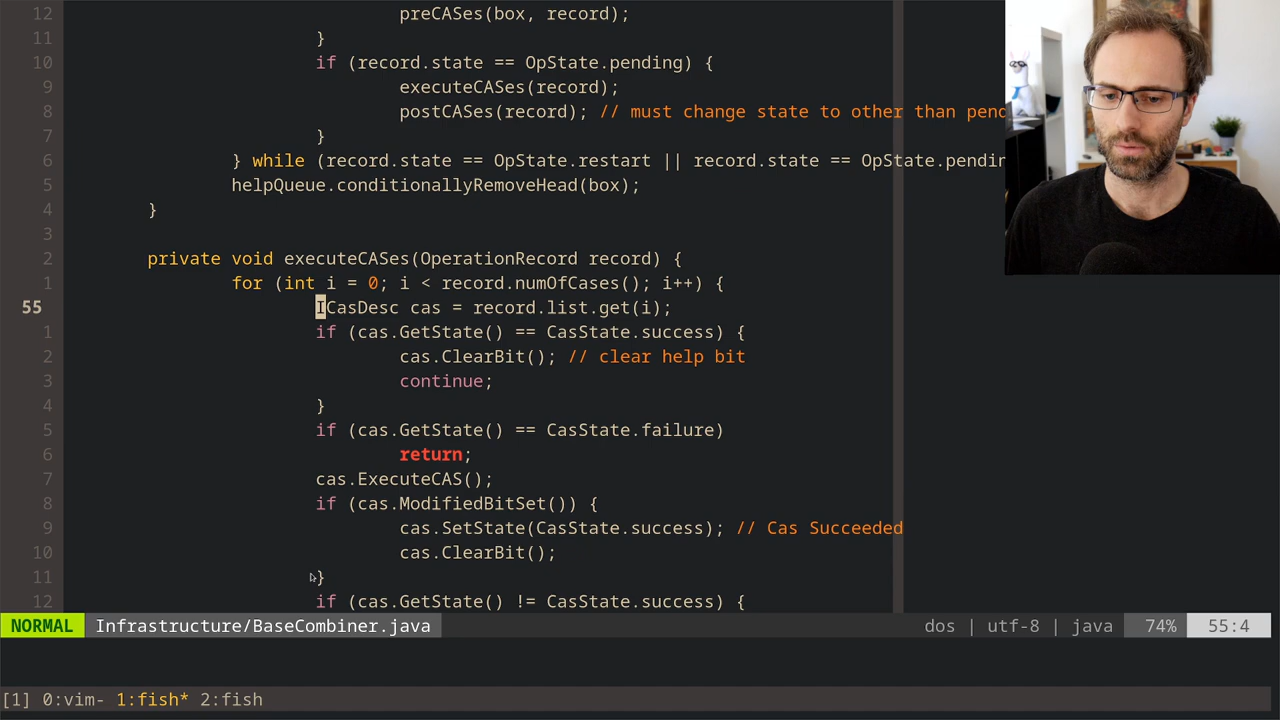 12 preCASes(box, record);
11 }
10 if (record.state == OpState.pending) {
9 executeCASes(record);
8 postCASes(record); // must change state to other than pend
7 }
6 } while (record.state == OpState.restart || record.state == OpState.pendin
5 helpQueue.conditionallyRemoveHead(box);
4 }
3
2 private void executeCASes(OperationRecord record) {
1 for (int i = 0; i < record.numOfCases(); i++) {
55 ICasDesc cas = record.list.get(i);
1 if (cas.GetState() == CasState.success) {
2 cas.ClearBit(); // clear help bit
3 continue;
4 }
5 if (cas.GetState() == CasState.failure)
6 return;
7 cas.ExecuteCAS();
8 if (cas.ModifiedBitSet()) {
9 cas.SetState(CasState.success); // Cas Succeeded
10 cas.ClearBit();
11 }
12 if (cas.GetState() != CasState.success) {
NORMAL Infrastructure/BaseCombiner.java dos | utf-8 | java 74% 55:4
[1] 0:vim- 1:fish* 2:fish